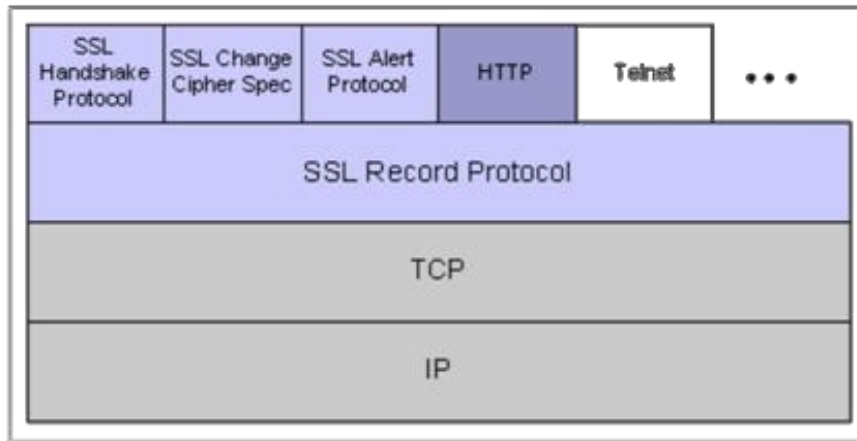 SSL
Handshake
Protocol
SSL Change
Cipher Spec
SSL Alert
Protocol
HTTP
Telnet
•••
SSL Record Protocol
TCP
IP